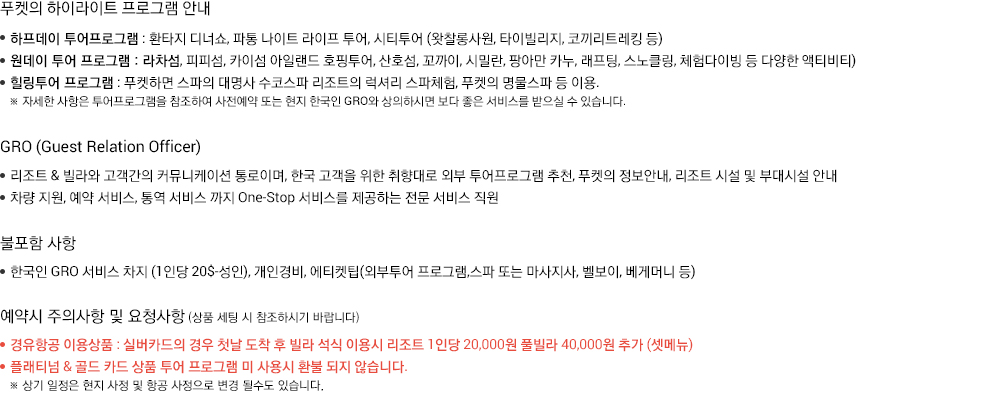 푸켓의 하이라이트 프로그램 안내
• 하프데이 투어프로그램 : 환타지 디너쇼, 파통 나이트 라이프 투어, 시티투어 (왓찰롱사원, 타이빌리지, 코끼리트레킹 등)
• 원데이 투어 프로그램 : 라차섬, 피피섬, 카이섬 아일랜드 호핑투어, 산호섬, 꼬까이, 시밀란, 팡아만 카누, 래프팅, 스노클링, 체험다이빙 등 다양한 액티비티)
• 힐링투어 프로그램 : 푸켓하면 스파의 대명사 수코스파 리조트의 럭셔리 스파체험, 푸켓의 명물스파 등 이용.
※ 자세한 사항은 투어프로그램을 참조하여 사전예약 또는 현지 한국인 GRO와 상의하시면 보다 좋은 서비스를 받으실 수 있습니다.
GRO (Guest Relation Officer)
• 리조트 & 빌라와 고객간의 커뮤니케이션 통로이며, 한국 고객을 위한 취향대로 외부 투어프로그램 추천, 푸켓의 정보안내, 리조트 시설 및 부대시설 안내
• 차량 지원, 예약 서비스, 통역 서비스 까지 One-Stop 서비스를 제공하는 전문 서비스 직원
불포함 사항
• 한국인 GRO 서비스 차지 (1인당 20$-성인), 개인경비, 에티켓팁(외부투어 프로그램,스파 또는 마사지사, 벨보이, 베게머니 등)
예약시 주의사항 및 요청사항 (상품 세팅 시 참조하시기 바랍니다)
• 경유항공 이용상품 : 실버카드의 경우 첫날 도착 후 빌라 석식 이용시 리조트 1인당 20,000원 풀빌라 40,000원 추가 (셋메뉴)
• 플래티넘 & 골드 카드 상품 투어 프로그램 미 사용시 환불 되지 않습니다.
※ 상기 일정은 현지 사정 및 항공 사정으로 변경 될수도 있습니다.